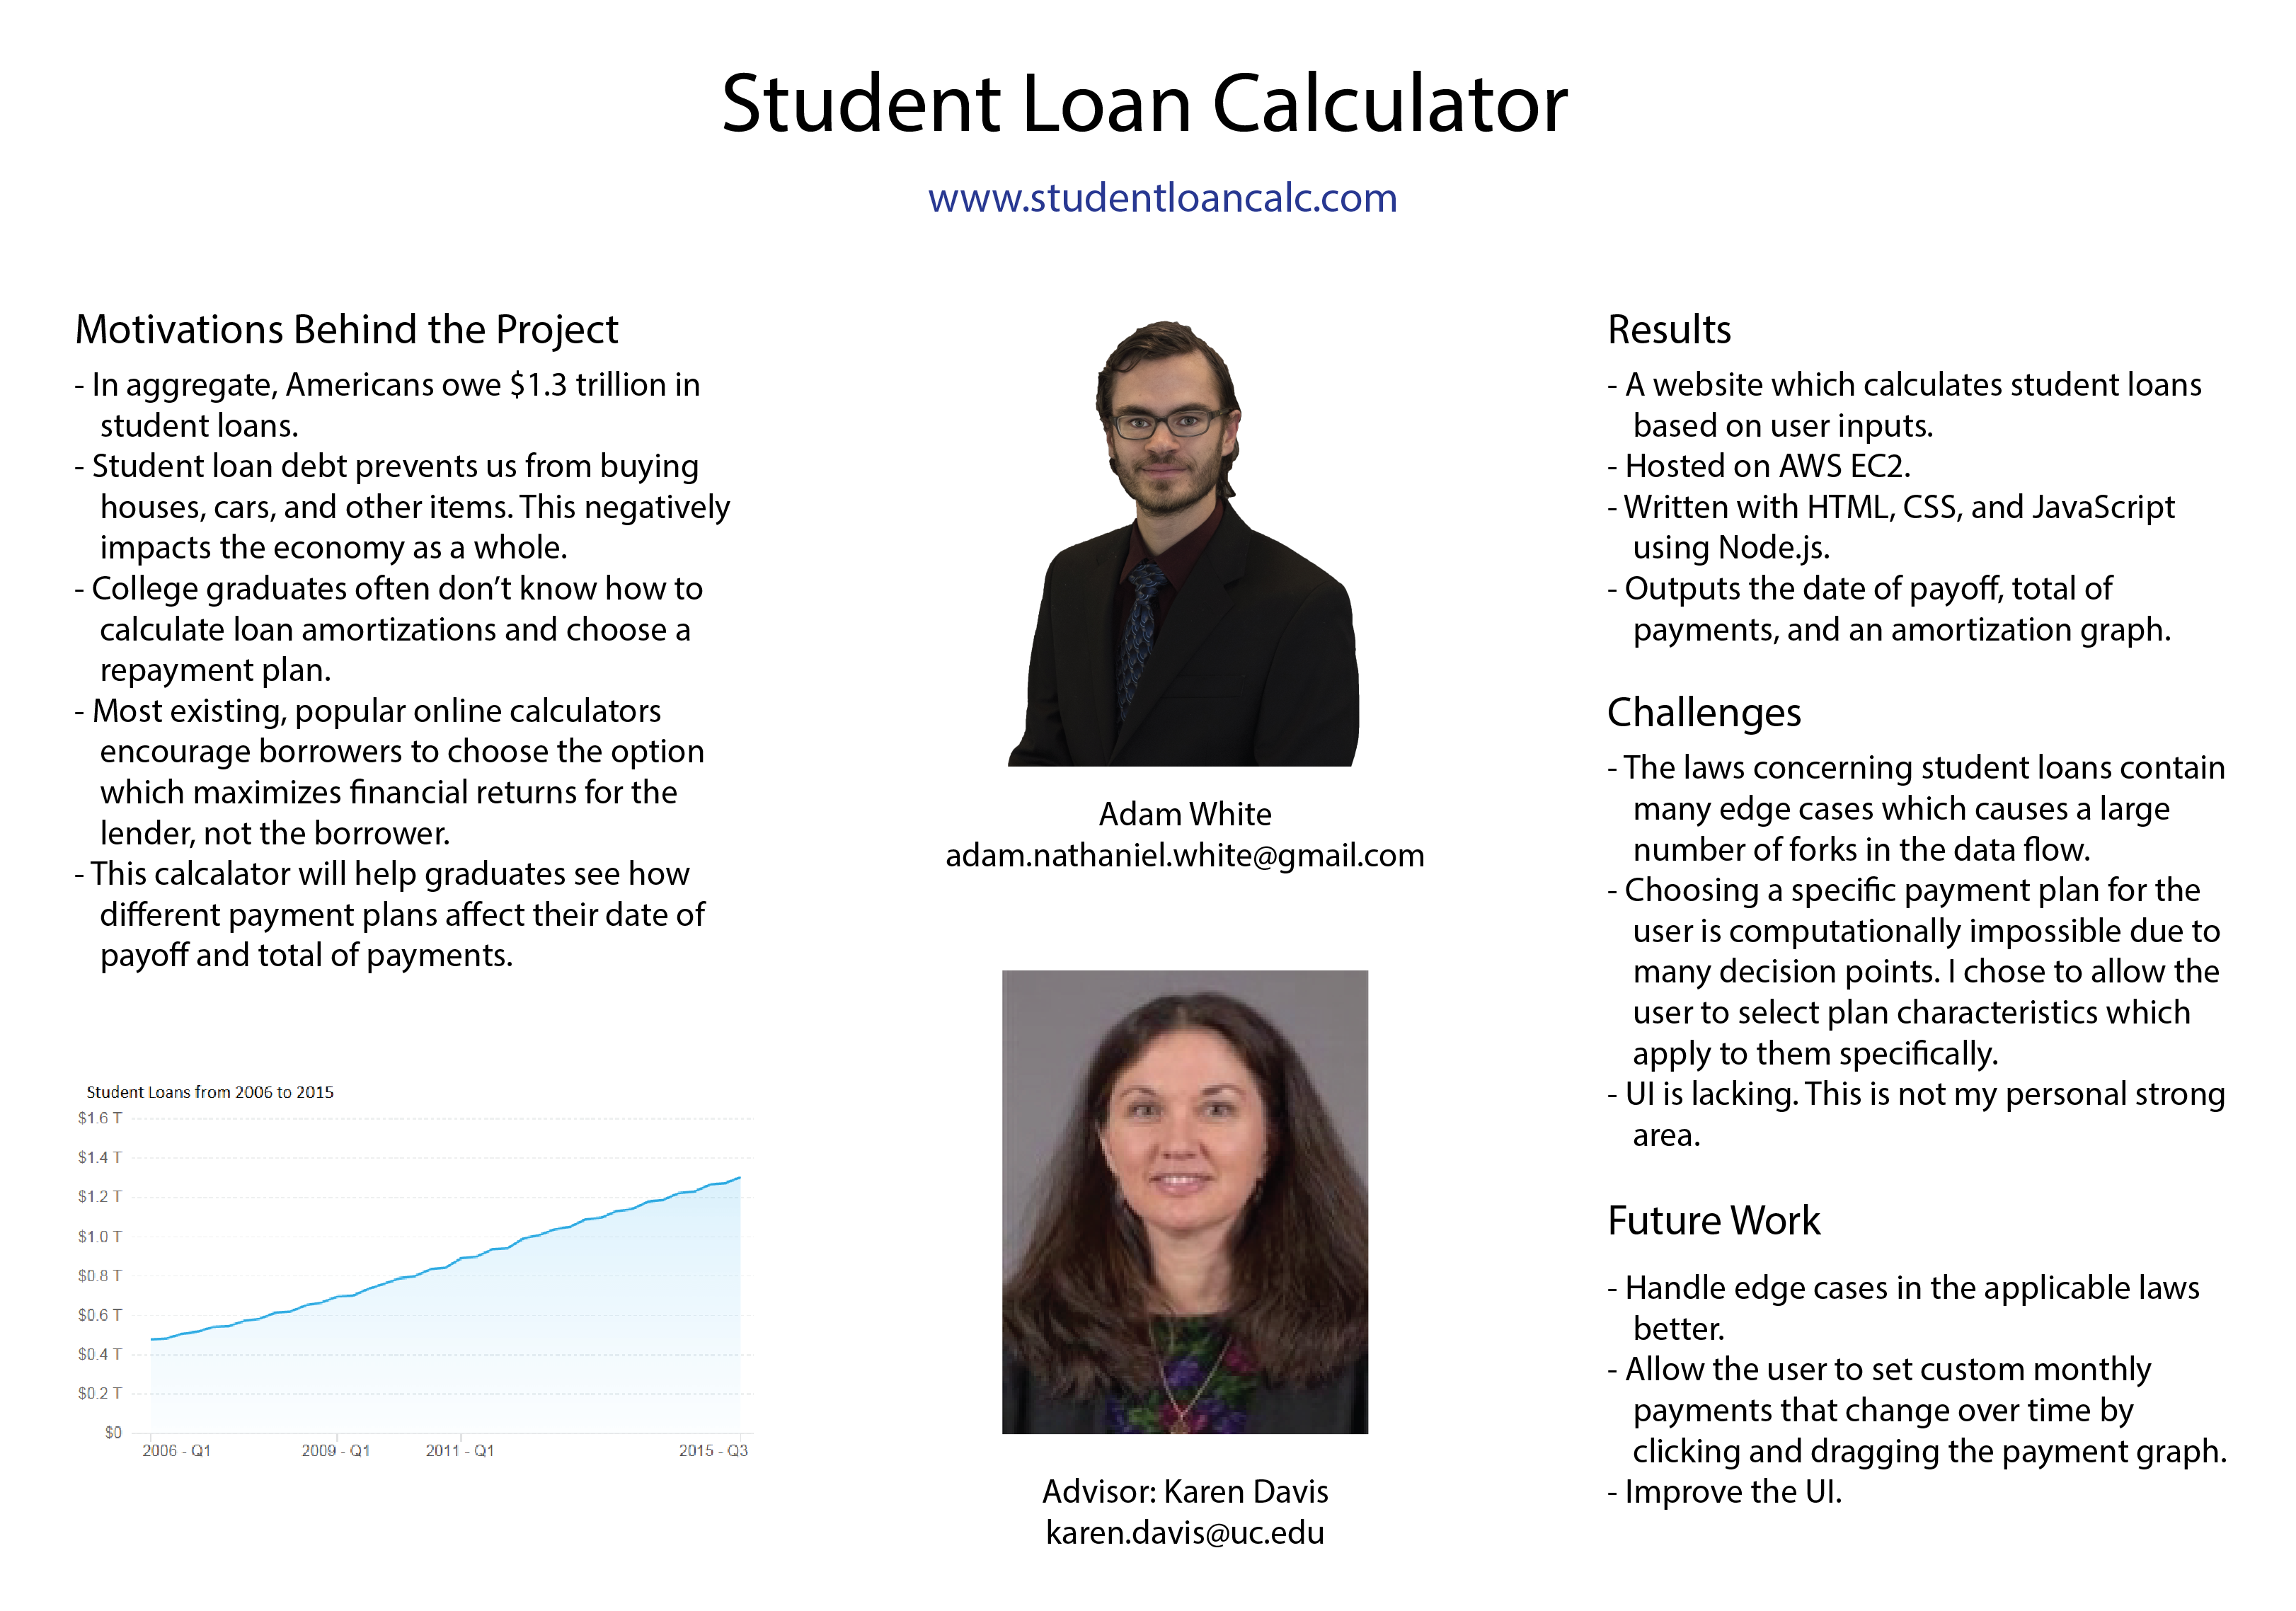 Student Loan Calculator
www.studentloancalc.com
Motivations Behind the Project
- In aggregate, Americans owe $1.3 trillion in
student loans.
- Student loan debt prevents us from buying
houses, cars, and other items. This negatively
impacts the economy as a whole.
- College graduates often don’t know how to
calculate loan amortizations and choose a
repayment plan.
- Most existing, popular online calculators
encourage borrowers to choose the option
which maximizes financial returns for the
lender, not the borrower.
- This calcalator will help graduates see how
different payment plans affect their date of
payoff and total of payments.
Student Loans from 2006 to 2015
$1.6 T
$1.4 T
$1.2 T
$1.0 T
$0.8 T
$0.6 T
$0.4 T
$0.2 T
$0
2006 - Q1 2009 - Q1 2011 - Q1 2015 - Q3
Adam White
adam.nathaniel.white@gmail.com
Advisor: Karen Davis
karen.davis@uc.edu
Results
- A website which calculates student loans
based on user inputs.
- Hosted on AWS EC2.
- Written with HTML, CSS, and JavaScript
using Node.js.
- Outputs the date of payoff, total of
payments, and an amortization graph.
Challenges
- The laws concerning student loans contain
many edge cases which causes a large
number of forks in the data flow.
- Choosing a specific payment plan for the
user is computationally impossible due to
many decision points. I chose to allow the
user to select plan characteristics which
apply to them specifically.
- UI is lacking. This is not my personal strong
area.
Future Work
- Handle edge cases in the applicable laws
better.
- Allow the user to set custom monthly
payments that change over time by
clicking and dragging the payment graph.
- Improve the UI.